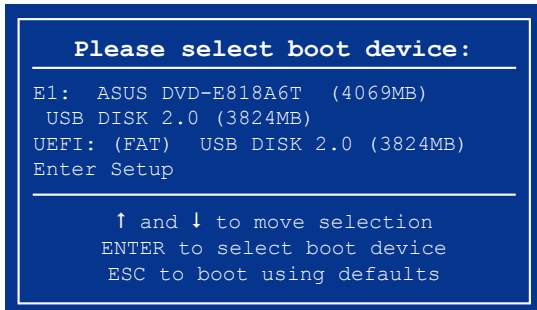 Please select boot device:
E1: ASUS DVD-E818A6T (4069MB)
USB DISK 2.0 (3824MB)
UEFI: (FAT) USB DISK 2.0 (3824MB)
Enter Setup
↑ and ↓ to move selection
ENTER to select boot device
ESC to boot using defaults